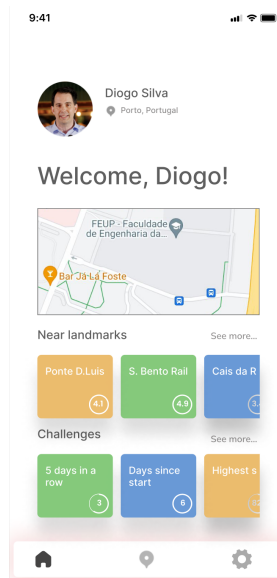 9:41
Diogo Silva
Porto, Portugal
Welcome, Diogo!
FEUP - Faculdade
de Engenharia da...
Bar Já-Lá Foste
Near landmarks
See more...
Ponte D.Luis
S. Bento Rail
Cais da R
4.1
4.9
3.
Challenges
See more...
5 days in a
row
Days since
start
Highest s
3
6